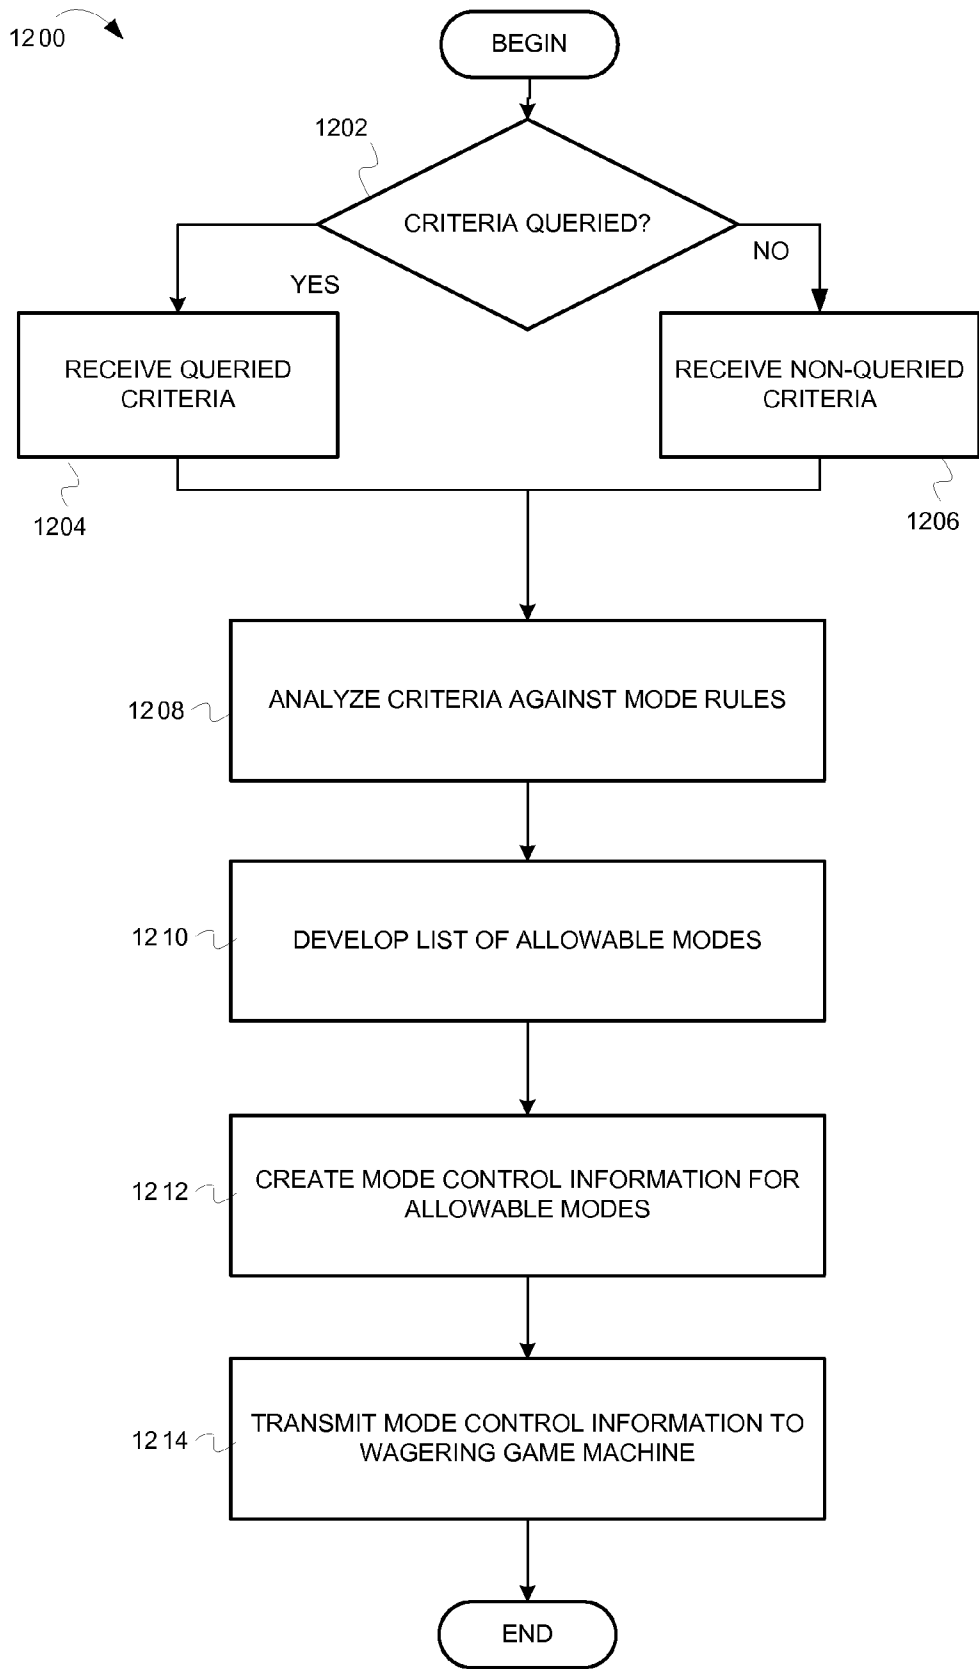 1200
BEGIN
1202
CRITERIA QUERIED?
NO
YES
RECEIVE QUERIED
CRITERIA
RECEIVE NON-QUERIED
CRITERIA
1204
1206
ANALYZE CRITERIA AGAINST MODE RULES
1208
DEVELOP LIST OF ALLOWABLE MODES
1210
CREATE MODE CONTROL INFORMATION FOR
ALLOWABLE MODES
1212
TRANSMIT MODE CONTROL INFORMATION TO
WAGERING GAME MACHINE
1214
END